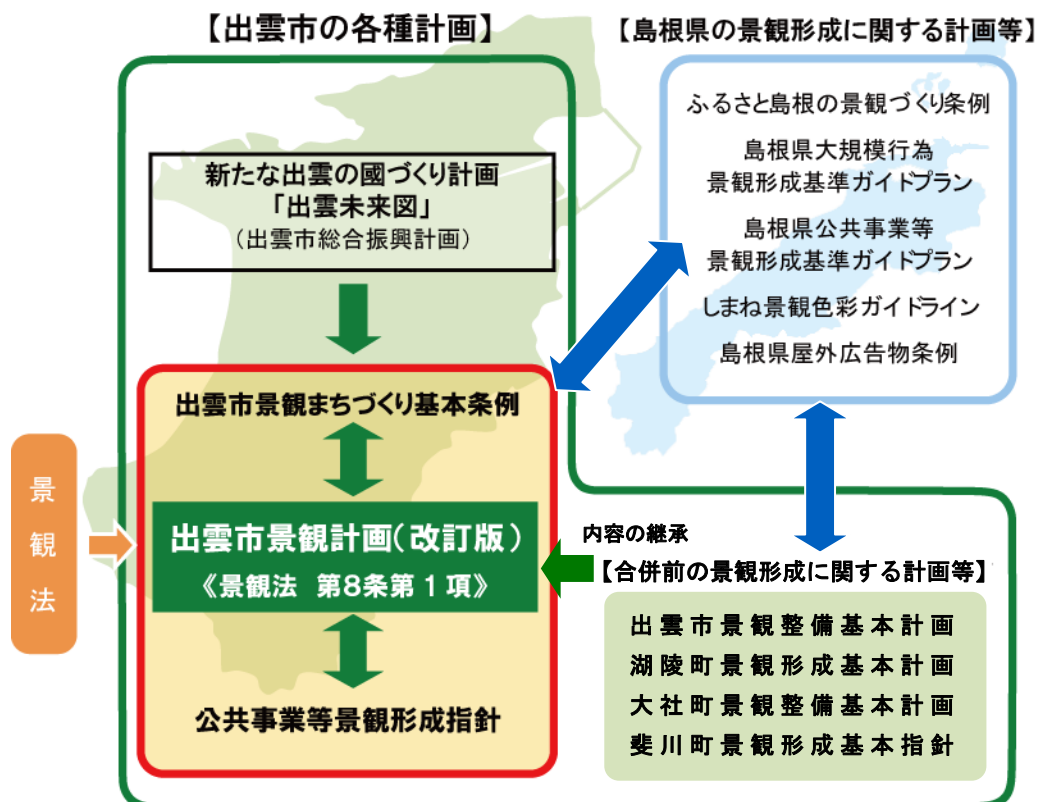 【出雲市の各種計画】
【島根県の景観形成に関する計画等】
新たな出雲の國づくり計画
「出雲未来図」
（出雲市総合振興計画）
ふるさと島根の景観づくり条例
島根県大規模行為
景観形成基準ガイドプラン
島根県公共事業等
景観形成基準ガイドプラン
しまね景観色彩ガイドライン
島根県屋外広告物条例
景観法
出雲市景観まちづくり基本条例
出雲市景観計画（改訂版）
《景観法　第８条第１項》
公共事業等景観形成指針
内容の継承
【合併前の景観形成に関する計画等】
出雲市景観整備基本計画
湖陵町景観形成基本計画
大社町景観整備基本計画
斐川町景観形成基本指針